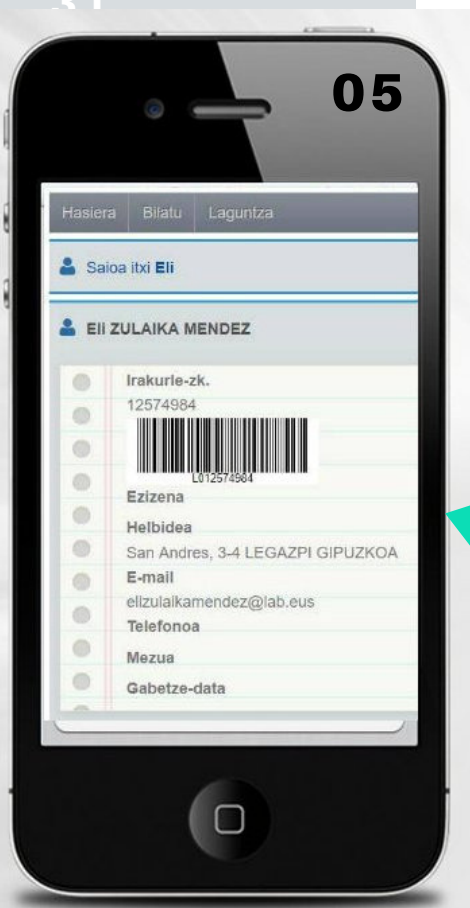 05
Hasiera Bilatu Laguntza
Saioa itxi Eli
Eli ZULAIKA MENDEZ
Irakurle-zk.
12574984
L012574984
Ezizena
Helbidea
San Andres, 3-4 LEGAZPI GIPUZKOA
E-mail
elizulaikamendez@lab.eus
Telefonoa
Mezua
Gabetze-data